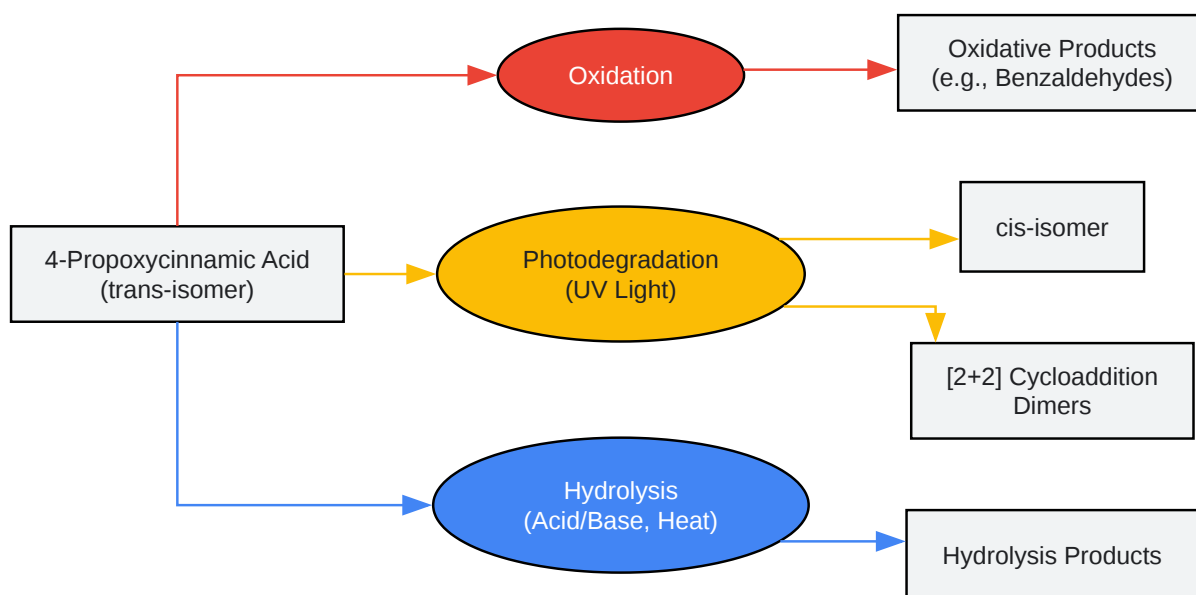 Oxidation
Oxidative Products
(e.g., Benzaldehydes)
4-Propoxycinnamic Acid
(trans-isomer)
Photodegradation
(UV Light)
cis-isomer
[2+2] Cycloaddition
Dimers
Hydrolysis
(Acid/Base, Heat)
Hydrolysis Products